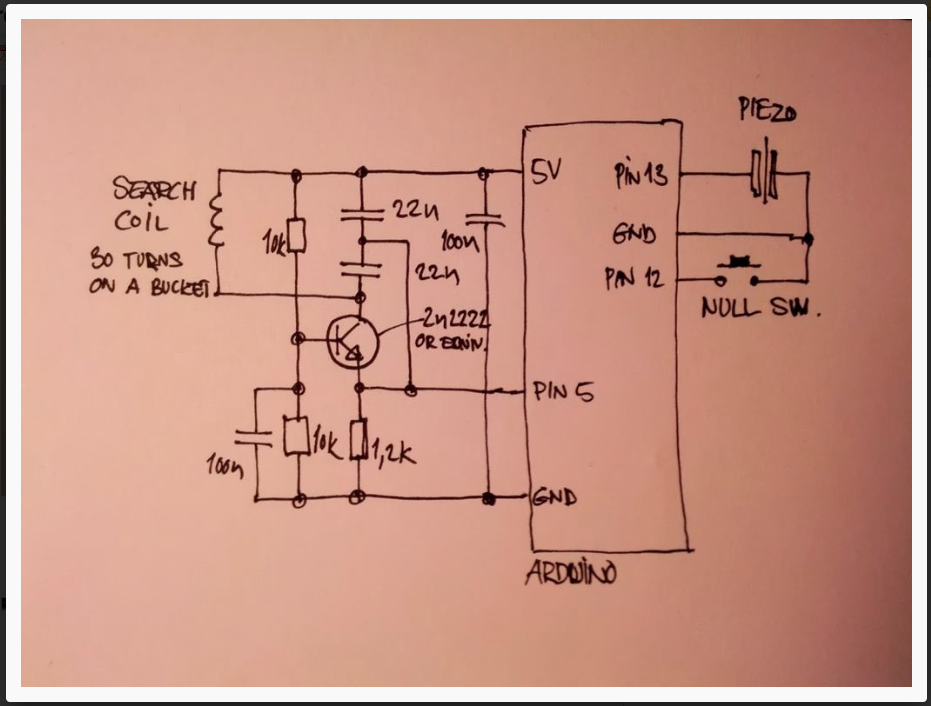 PIEZO
5V
PiN 13
SEARCH
COiL
30 TURNS
ON A BUCKET
10k
22n
100n
22n
GND
PIN 12
NULL SW.
2n2222
OR EQUIV.
PIN 5
100n
10k
1,2K
GND
ARDUiNO